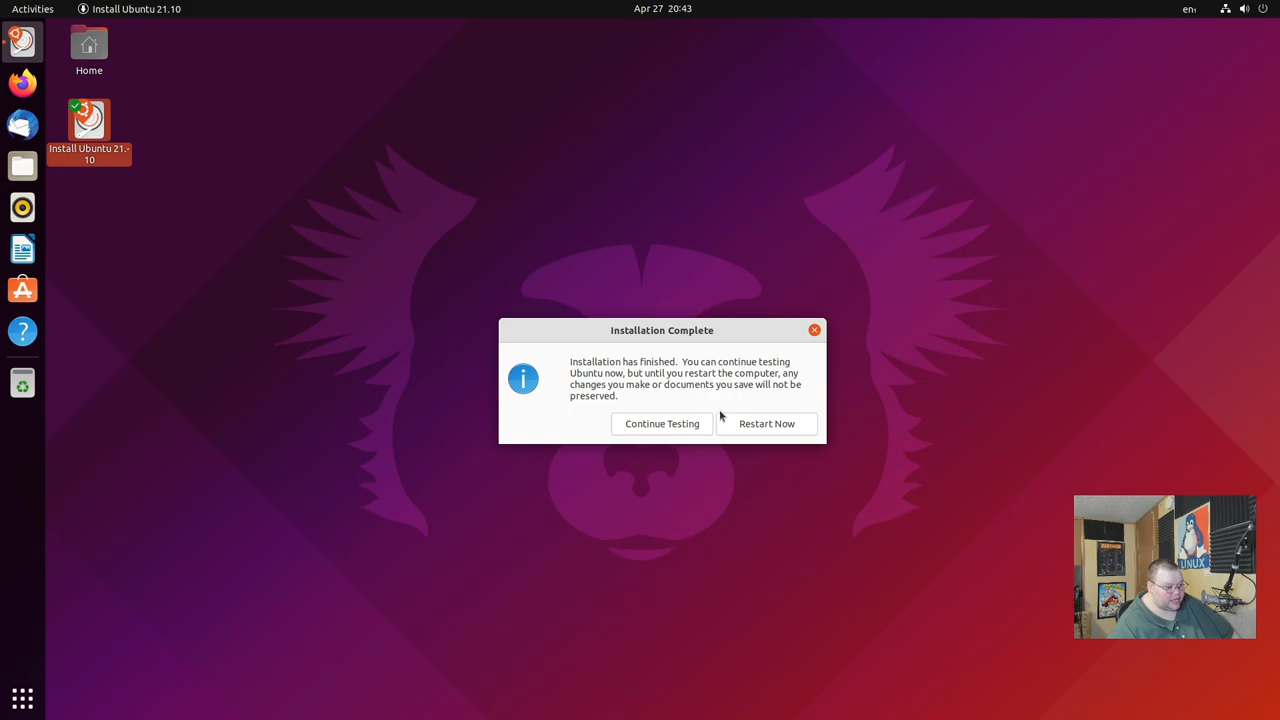 Activities
Install Ubuntu 21.10
Apr 27 20:43
en₁
Home
Install Ubuntu 21.-
10
Installation Complete
Installation has finished. You can continue testing
Ubuntu now, but until you restart the computer, any
changes you make or documents you save will not be
preserved.
Continue Testing
Restart Now
UNUX